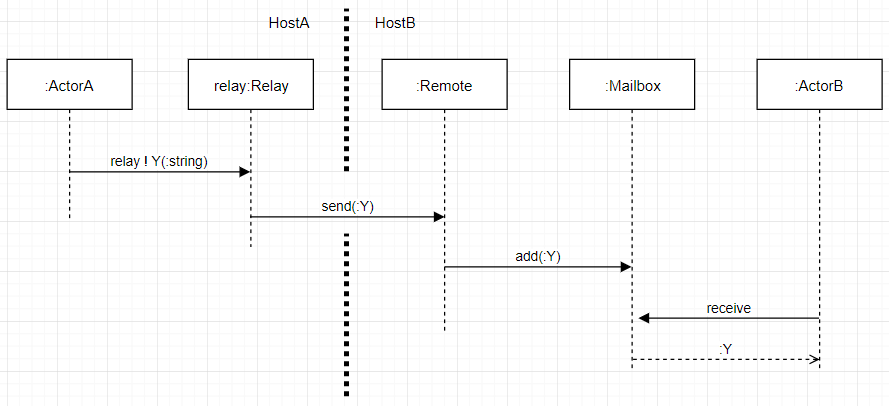 HostA
HostB
:ActorA
relay:Relay
:Remote
:Mailbox
:ActorB
relay ! Y(:string)
send(:Y)
add(:Y)
receive
:Y